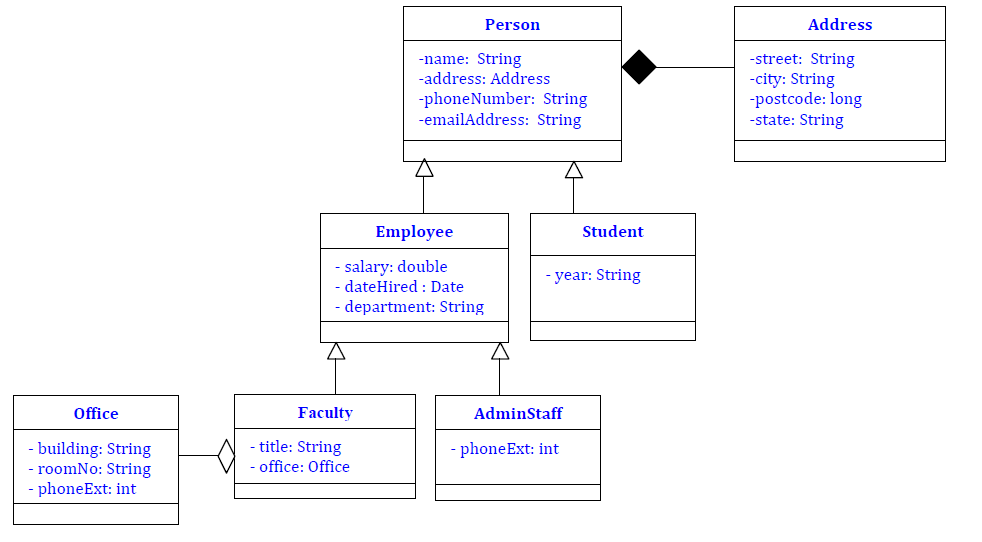 Person
-name:  String
-address: Address
-phoneNumber:  String
-emailAddress:  String
Address
-street:  String
-city: String
-postcode: long
-state: String
Employee
- salary: double
- dateHired : Date
- department: String
Student
- year: String
Office
- building: String
- roomNo: String
- phoneExt: int
Faculty
- title: String
- office: Office
AdminStaff
- phoneExt: int